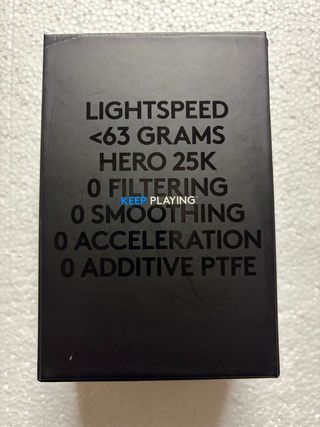 LIGHTSPEED
<63 GRAMS
HERO 25K
0 FILTERING
KEEP PLAYING
0 SMOOTHING
0 ACCELERATION
0 ADDITIVE PTFE